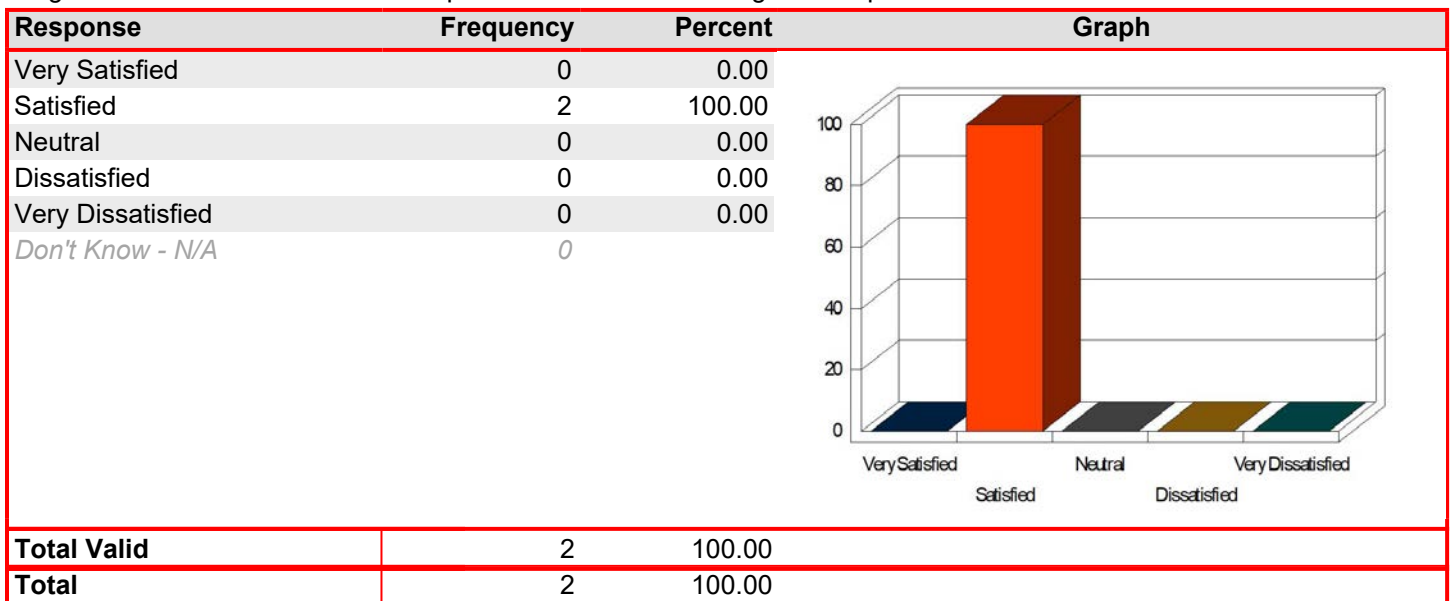 Response Frequency Percent Graph
Very Satisfied 0 0.00
Satisfied 2 100.00
Neutral 0 0.00
Dissatisfied 0 0.00
Very Dissatisfied 0 0.00
Don't Know - N/A 0
100
80
60
40
20
0
Very Satisfied Neutral Very Dissatisfied
Satisfied Dissatisfied
Total Valid 2 100.00
Total 2 100.00